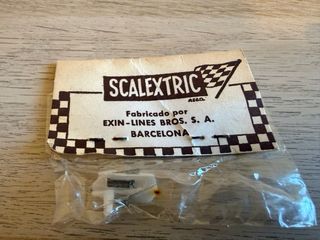 SCALEXTRIC
Fabricado por
EXIN-LINES BROS. S. A.
BARCELONA